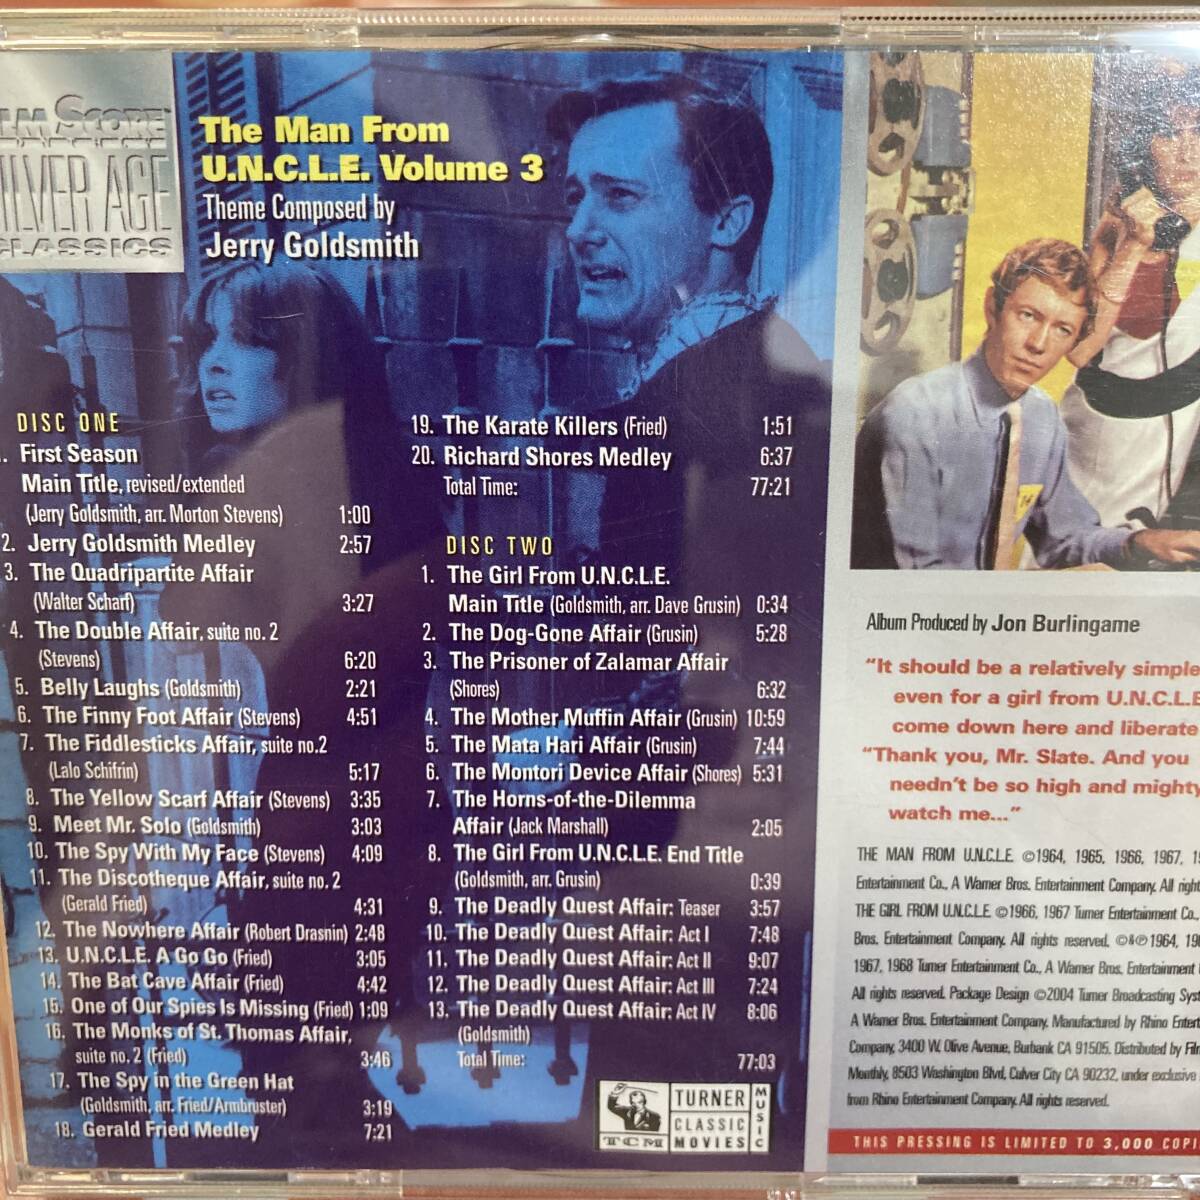 SCORE
CLASSICS
The Man From
U.N.C.L.E. Volume 3
Theme Composed by
Jerry Goldsmith
DISC ONE
First Season
Main Title, revised/extended
(Jerry Goldsmith, arr. Morton Stevens) 1:00
2. Jerry Goldsmith Medley 2:57
3. The Quadripartite Affair
(Walter Scharf) 3:27
4. The Double Affair, suite no. 2
(Stevens) 6:20
5. Belly Laughs (Goldsmith) 2:21
6. The Finny Foot Affair (Stevens) 4:51
7. The Fiddlesticks Affair, suite no.2
(Lalo Schifrin) 5:17
8. The Yellow Scarf Affair (Stevens) 3:35
9. Meet Mr. Solo (Goldsmith) 3:03
10. The Spy With My Face (Stevens) 4:09
11. The Discotheque Affair, suite no. 2
(Gerald Fried) 4:31
12. The Nowhere Affair (Robert Drasnin) 2:48
13. U.N.C.L.E. A Go Go (Fried) 3:05
14. The Bat Cave Affair (Fried) 4:42
15. One of Our Spies Is Missing (Fried) 1:09
16. The Monks of St. Thomas Affair,
suite no. 2 (Fried) 3:46
17. The Spy in the Green Hat
(Goldsmith, arr. Fried/Armbruster) 3:19
18. Gerald Fried Medley 7:21
19. The Karate Killers (Fried) 1:51
20. Richard Shores Medley 6:37
Total Time: 77:21
DISC TWO
1. The Girl From U.N.C.L.E.
Main Title (Goldsmith, arr. Dave Grusin) 0:34
2. The Dog-Gone Affair (Grusin) 5:28
3. The Prisoner of Zalamar Affair
(Shores) 6:32
4. The Mother Muffin Affair (Grusin) 10:59
5. The Mata Hari Affair (Grusin) 7:44
6. The Montori Device Affair (Shores) 5:31
7. The Horns-of-the-Dilemma
Affair (Jack Marshall) 2:05
8. The Girl From U.N.C.L.E. End Title
(Goldsmith, arr. Grusin) 0:39
9. The Deadly Quest Affair: Teaser 3:57
10. The Deadly Quest Affair: Act I 7:48
11. The Deadly Quest Affair: Act II 9:07
12. The Deadly Quest Affair: Act III 7:24
13. The Deadly Quest Affair: Act IV 8:06
(Goldsmith)
Total Time: 77:03
TCM
TURNER
CLASSIC
MOVIES
MUSIC
Album Produced by Jon Burlingame
"It should be a relatively simple
even for a girl from U.N.C.L.E.
come down here and liberate
"Thank you, Mr. Slate. And you
needn't be so high and mighty
watch me..."
THE MAN FROM U.N.C.L.E. ©1964, 1965, 1966, 1967,
Entertainment Co., A Warner Bros. Entertainment Company. All
THE GIRL FROM U.N.C.L.E. ©1966, 1967 Turner Entertainment Co.,
Bros. Entertainment Company. All rights reserved. ©&℗1964,
1967, 1968 Turner Entertainment Co., A Warner Bros. Entertainment
All rights reserved. Package Design ©2004 Turner Broadcasting
A Warner Bros. Entertainment Company. Manufactured by Rhino
Company, 3400 W. Olive Avenue, Burbank CA 91505. Distributed by
Monthly, 8503 Washington Blvd, Culver City CA 90232, under exclusive
from Rhino Entertainment Company. All rights reserved.
THIS PRESSING IS LIMITED TO 3,000